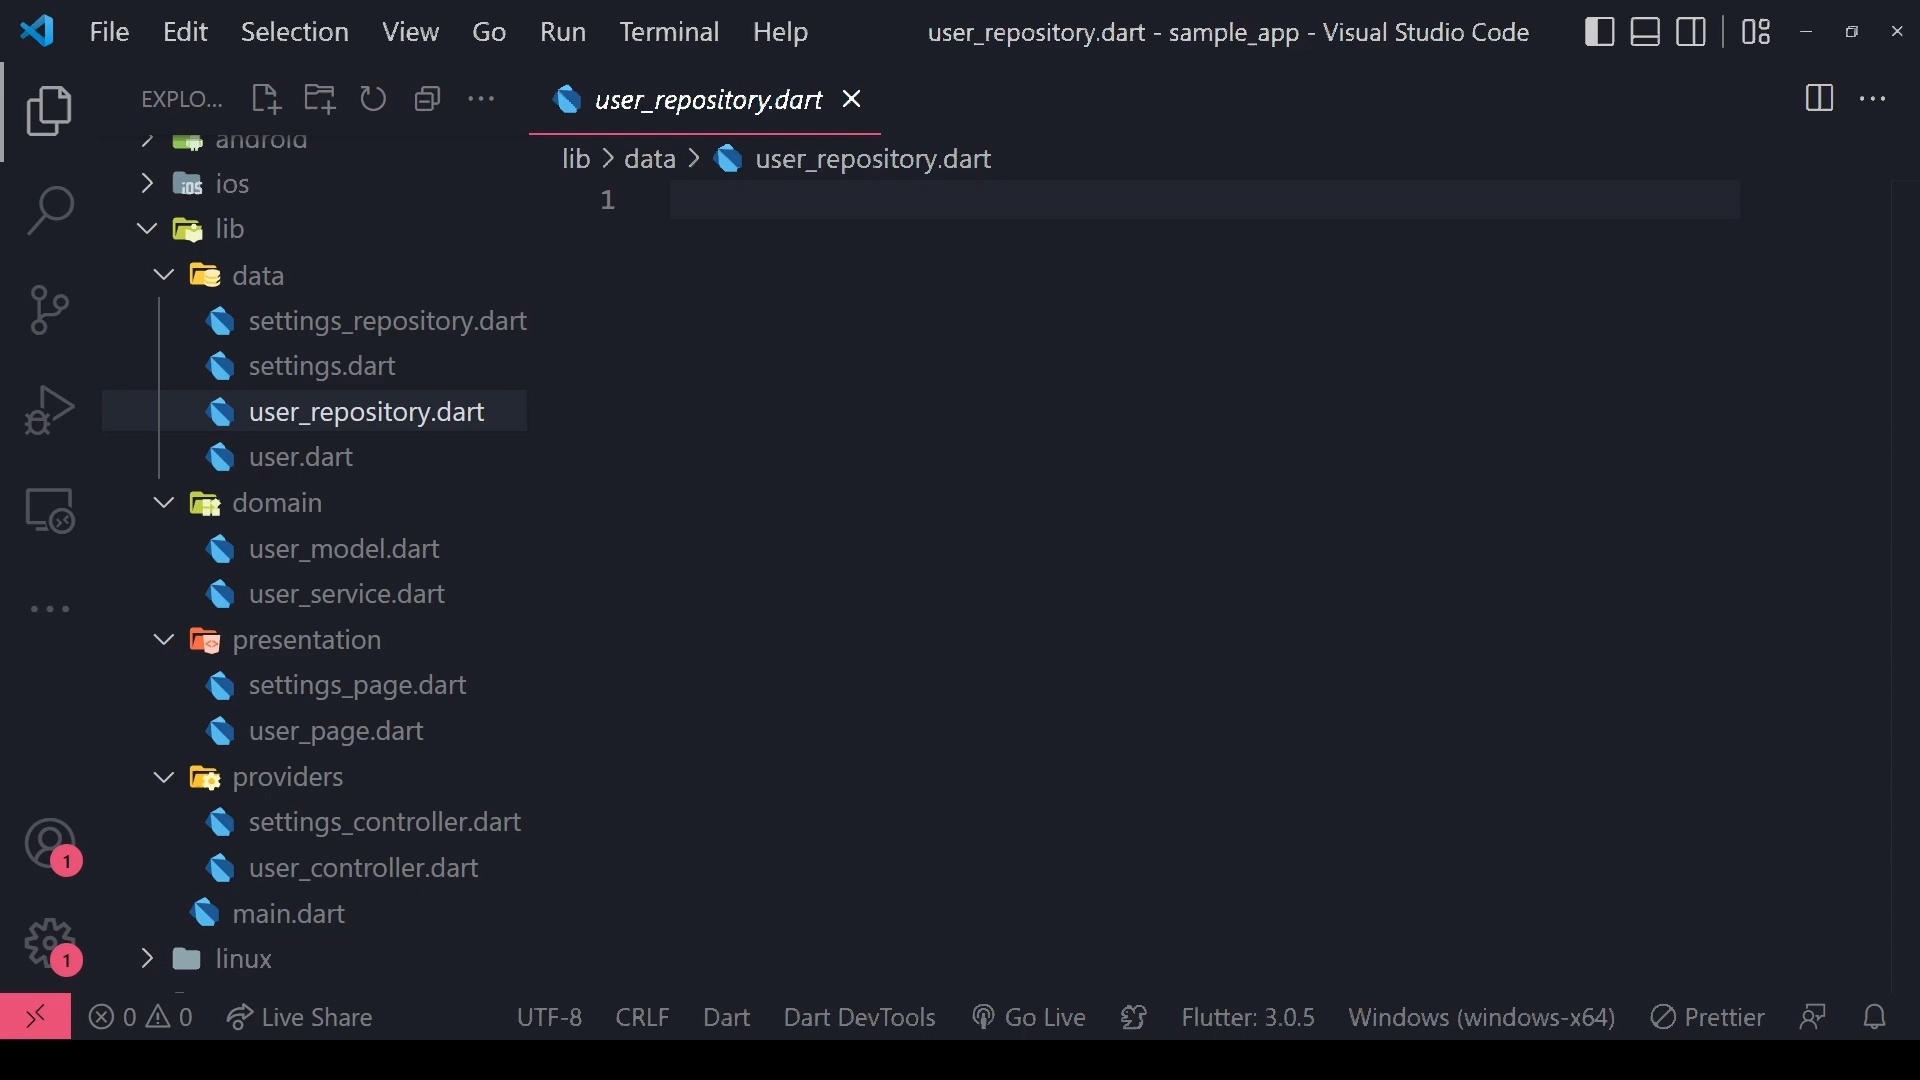 File Edit Selection View Go Run Terminal Help user_repository.dart - sample_app - Visual Studio Code
EXPLO...
android
ios
lib
data
settings_repository.dart
settings.dart
user_repository.dart
user.dart
domain
user_model.dart
user_service.dart
presentation
settings_page.dart
user_page.dart
providers
settings_controller.dart
user_controller.dart
main.dart
linux
user_repository.dart
lib > data > user_repository.dart
1
1
1
0 0 Live Share UTF-8 CRLF Dart Dart DevTools Go Live Flutter: 3.0.5 Windows (windows-x64) Prettier